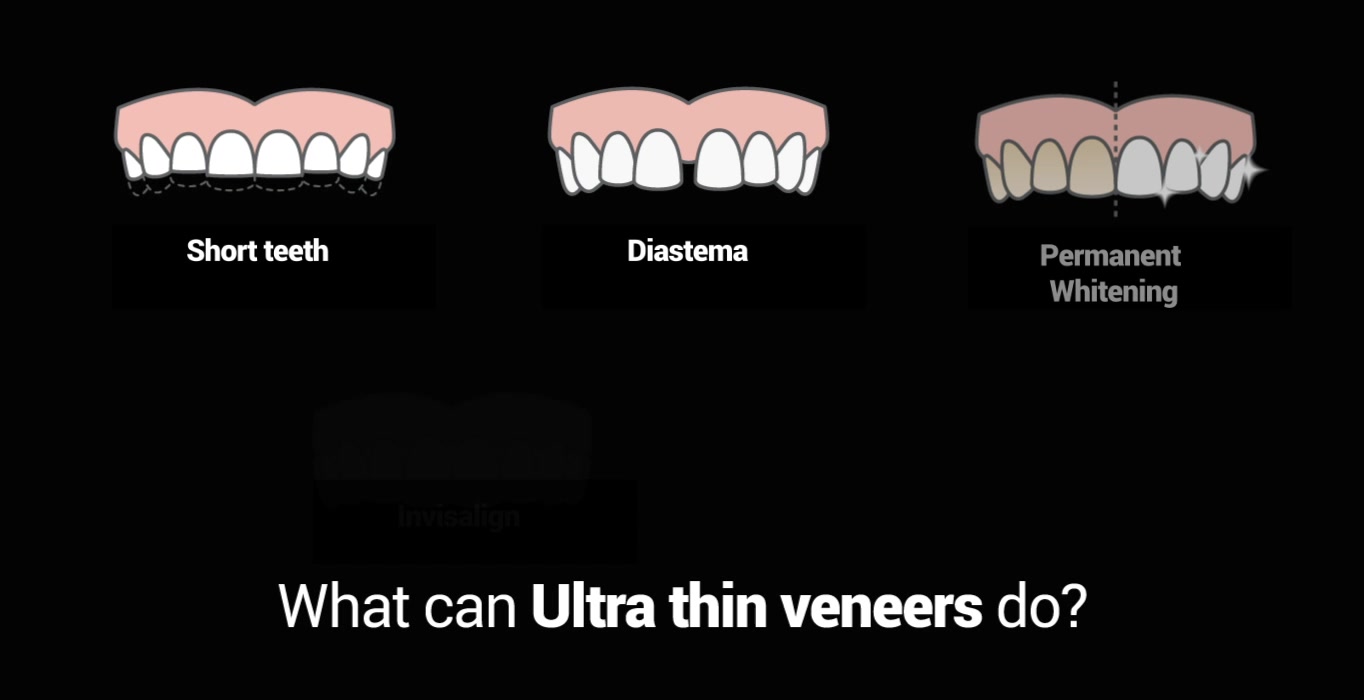 Short teeth
Diastema
Permanent
Whitening
Invisalign
What can Ultra thin veneers do?